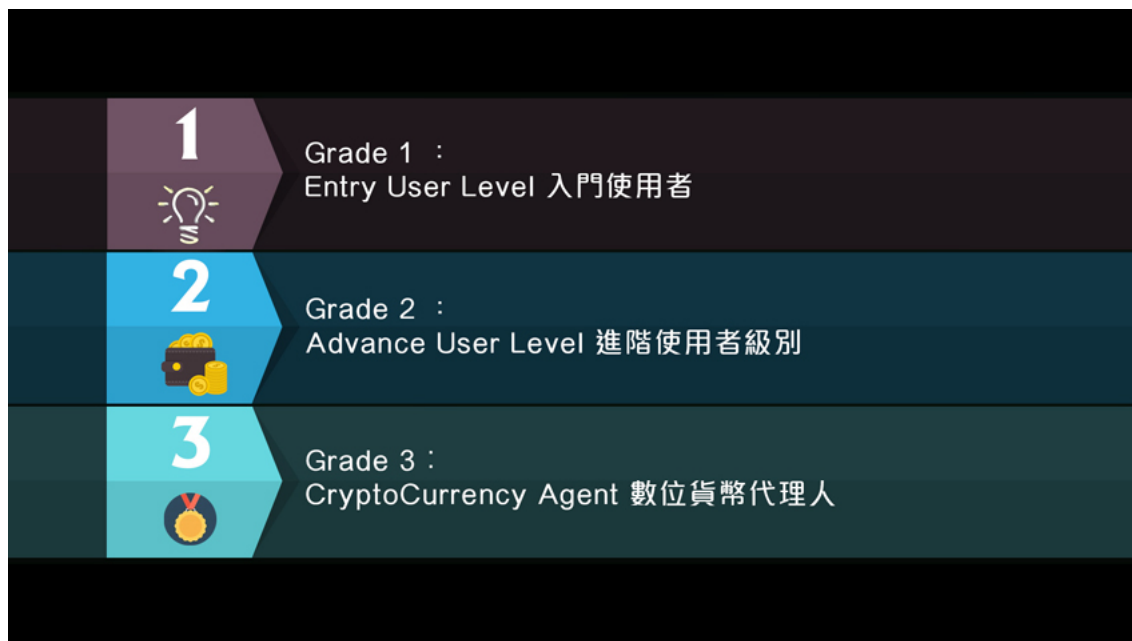 1
Grade 1 ：
Entry User Level 入門使用者
2
Grade 2 ：
Advance User Level 進階使用者級別
3
Grade 3：
CryptoCurrency Agent 數位貨幣代理人